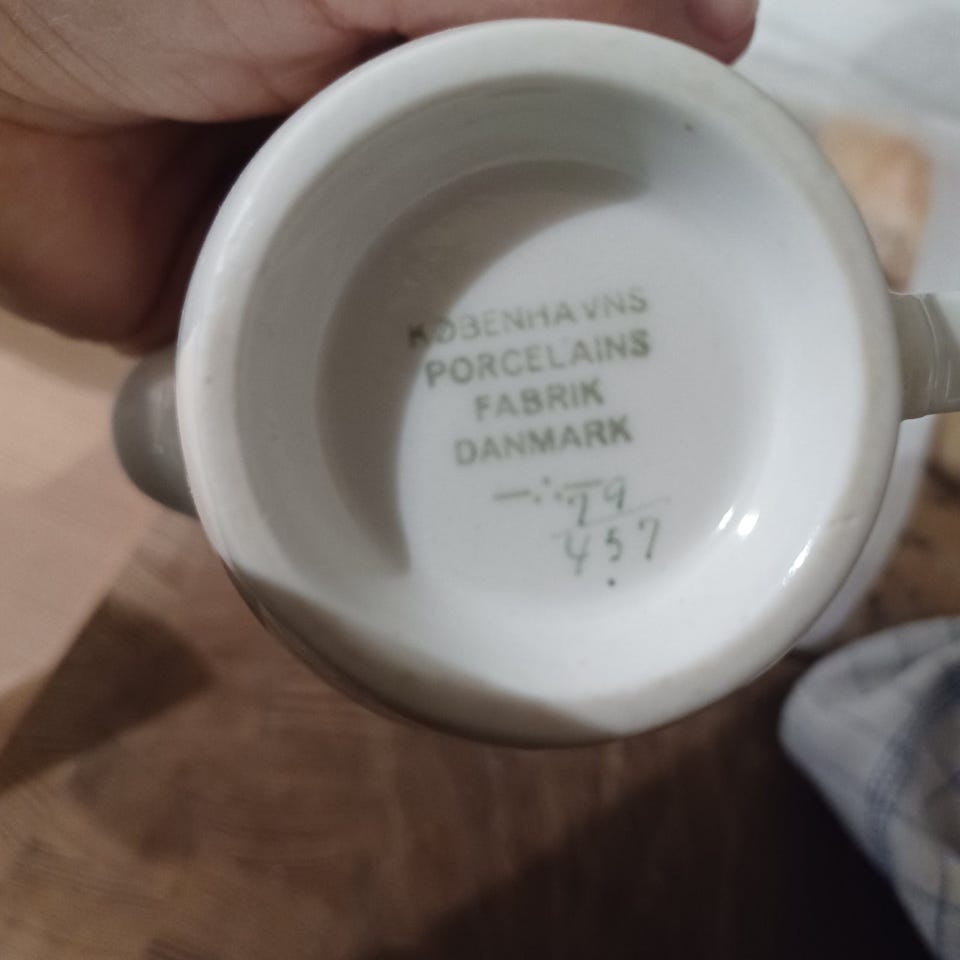 KØBENHAVNS
PORCELAINS
FABRIK
DANMARK
79
457